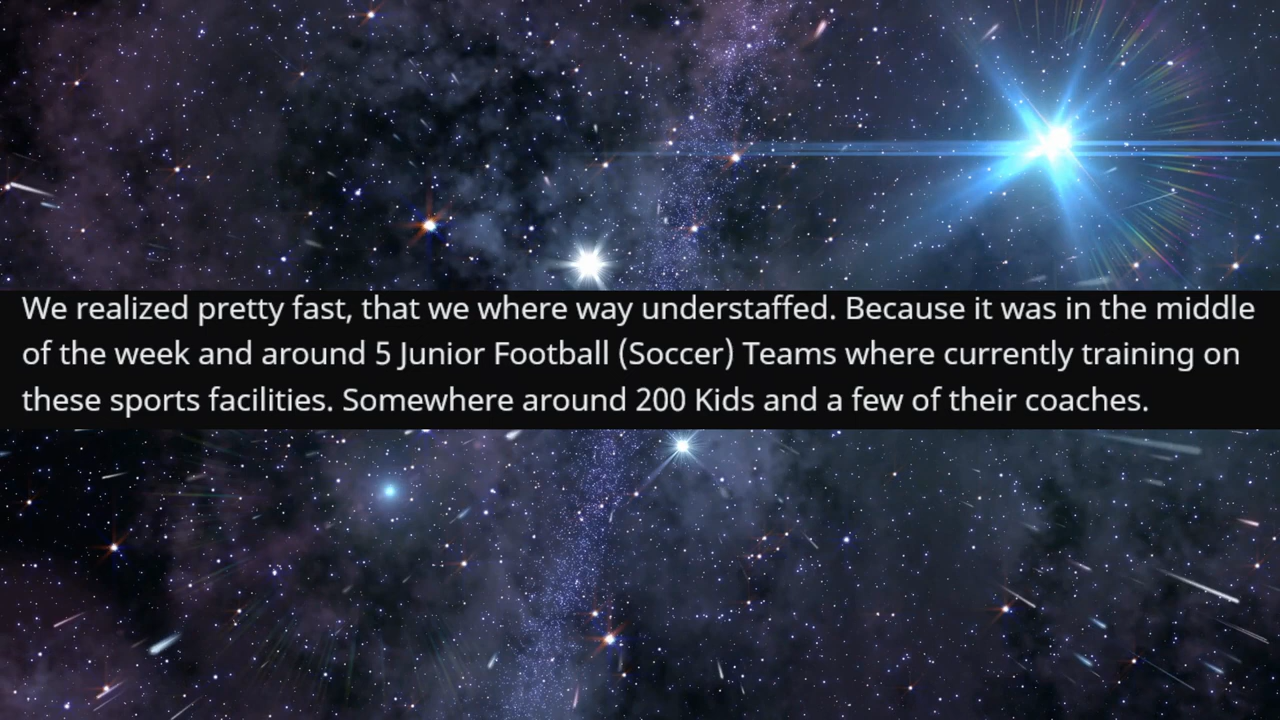 We realized pretty fast, that we where way understaffed. Because it was in the middle
of the week and around 5 Junior Football (Soccer) Teams where currently training on
these sports facilities. Somewhere around 200 Kids and a few of their coaches.